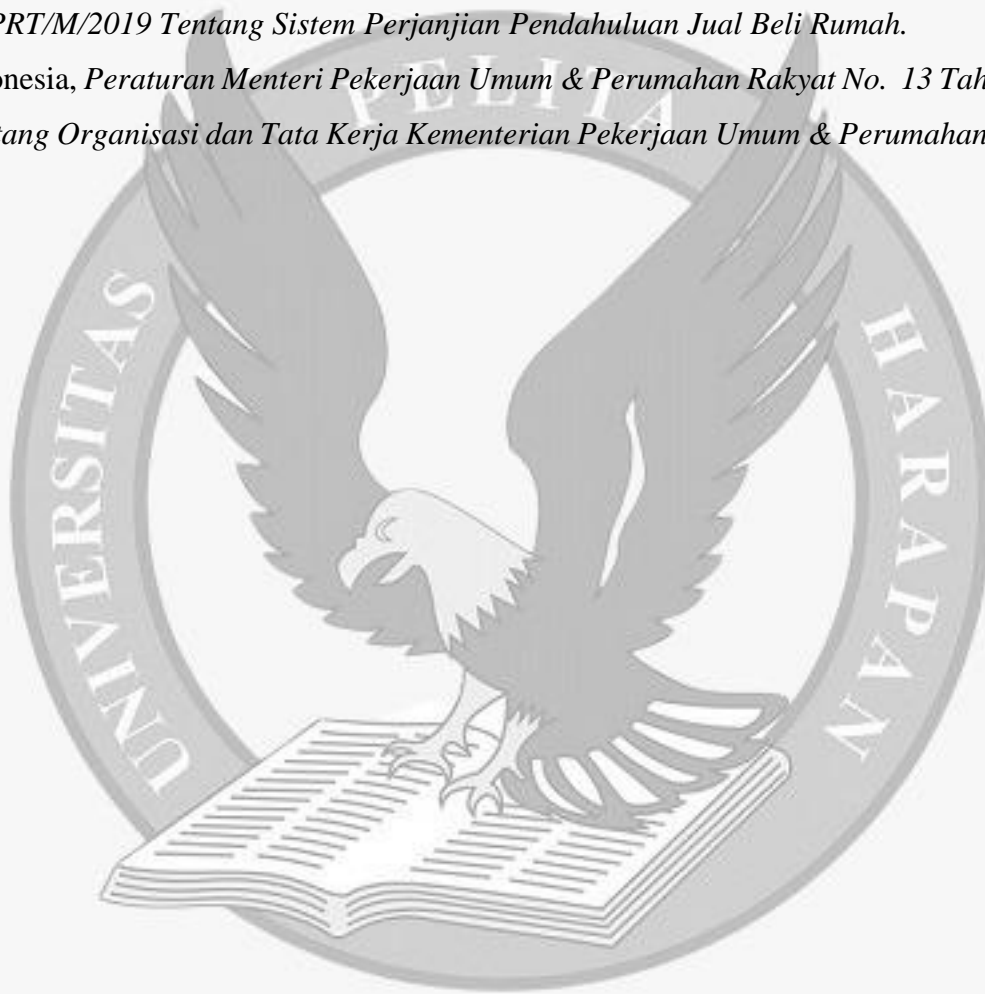 PRT/M/2019 Tentang Sistem Perjanjian Pendahuluan Jual Beli Rumah.
onesia, Peraturan Menteri Pekerjaan Umum & Perumahan Rakyat No. 13 Tah
tang Organisasi dan Tata Kerja Kementerian Pekerjaan Umum & Perumahan
UNIVERSITAS PELITA HARAPAN